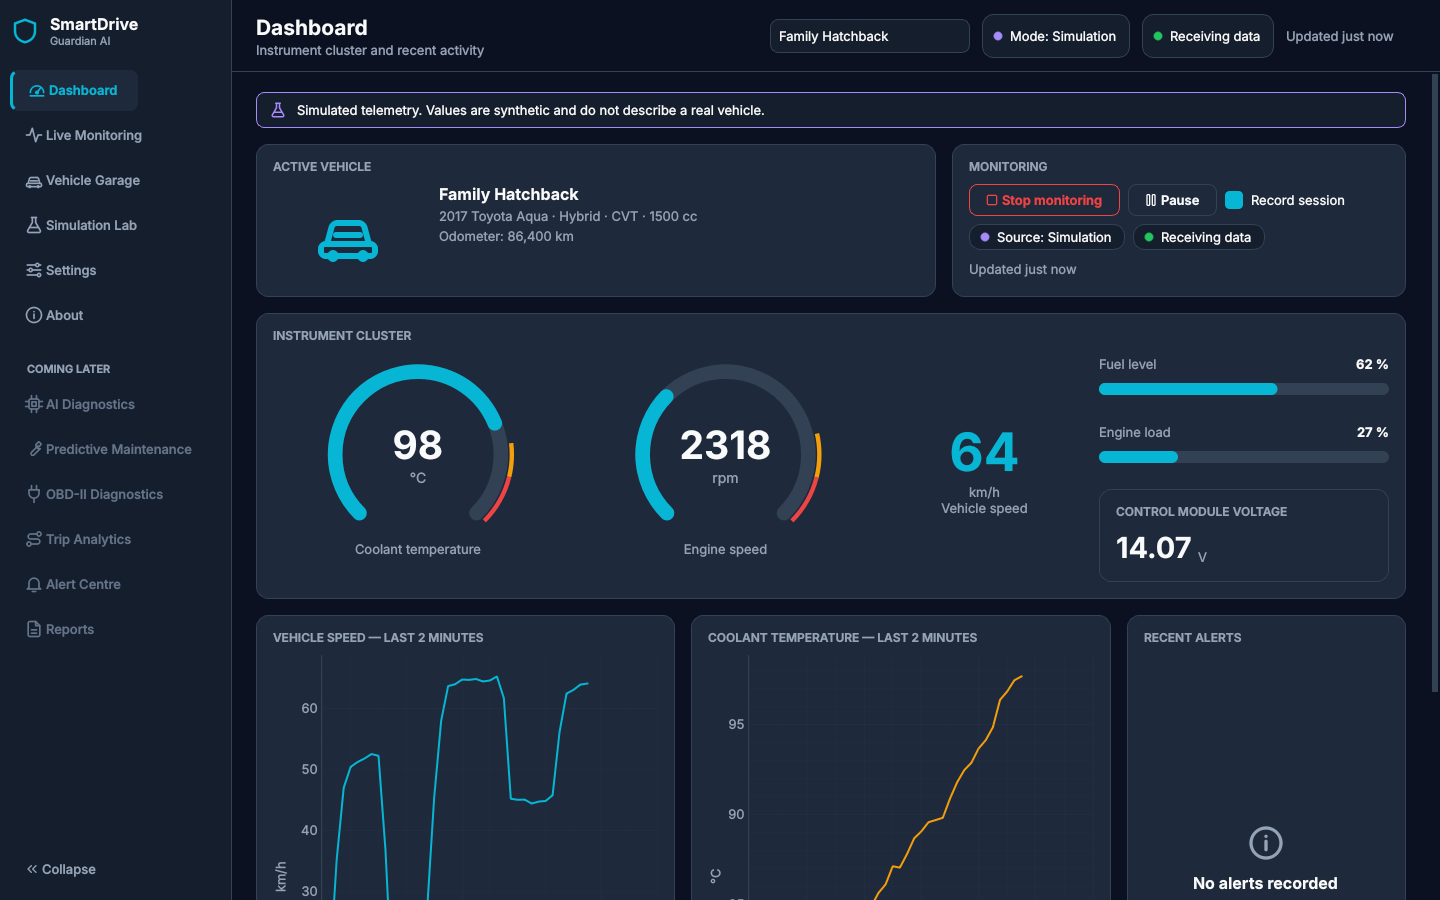 SmartDrive
Guardian AI
Dashboard
Live Monitoring
Vehicle Garage
Simulation Lab
Settings
About
COMING LATER
AI Diagnostics
Predictive Maintenance
OBD-II Diagnostics
Trip Analytics
Alert Centre
Reports
Collapse
Dashboard
Instrument cluster and recent activity
Family Hatchback
Mode: Simulation
Receiving data
Updated just now
Simulated telemetry. Values are synthetic and do not describe a real vehicle.
ACTIVE VEHICLE
Family Hatchback
2017 Toyota Aqua · Hybrid · CVT · 1500 cc
Odometer: 86,400 km
MONITORING
Stop monitoring
Pause
Record session
Source: Simulation
Receiving data
Updated just now
INSTRUMENT CLUSTER
98
°C
Coolant temperature
2318
rpm
Engine speed
64
km/h
Vehicle speed
Fuel level 62 %
Engine load 27 %
CONTROL MODULE VOLTAGE
14.07 V
VEHICLE SPEED — LAST 2 MINUTES
60
50
40
30
km/h
COOLANT TEMPERATURE — LAST 2 MINUTES
95
90
°C
RECENT ALERTS
No alerts recorded